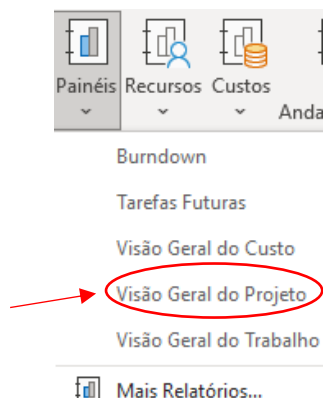 Painéis Recursos Custos
Anda
Burndown
Tarefas Futuras
Visão Geral do Custo
Visão Geral do Projeto
Visão Geral do Trabalho
Mais Relatórios...